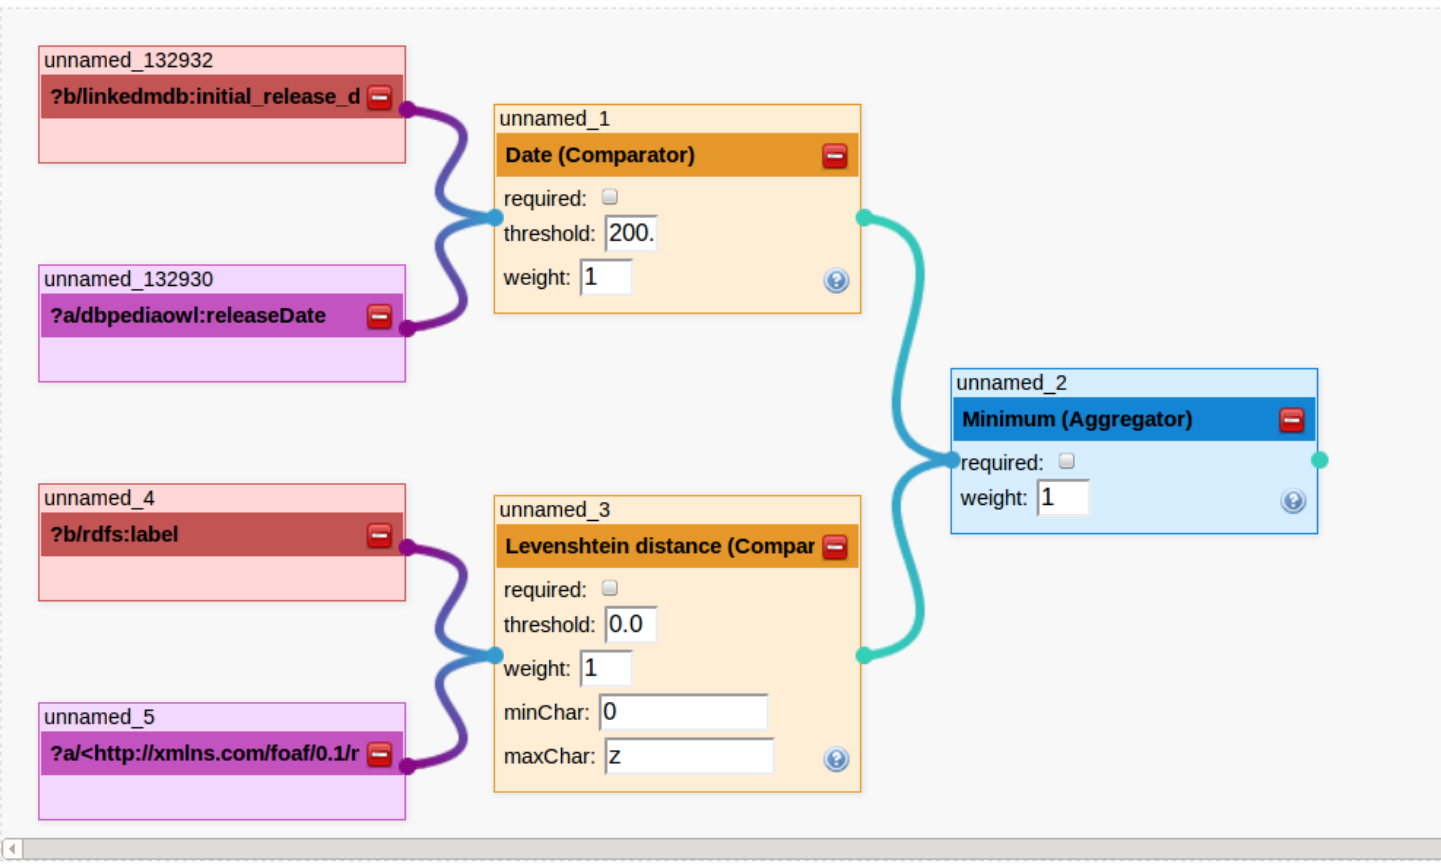 unnamed_132932
?b/linkedmdb:initial_release_d
unnamed_132930
?a/dbpediaowl:releaseDate
unnamed_1
Date (Comparator)
required:
threshold: 200.
weight: 1
?
unnamed_4
?b/rdfs:label
unnamed_5
?a/<http://xmlns.com/foaf/0.1/r
unnamed_3
Levenshtein distance (Compar
required:
threshold: 0.0
weight: 1
minChar: 0
maxChar: z
?
unnamed_2
Minimum (Aggregator)
required:
weight: 1
?